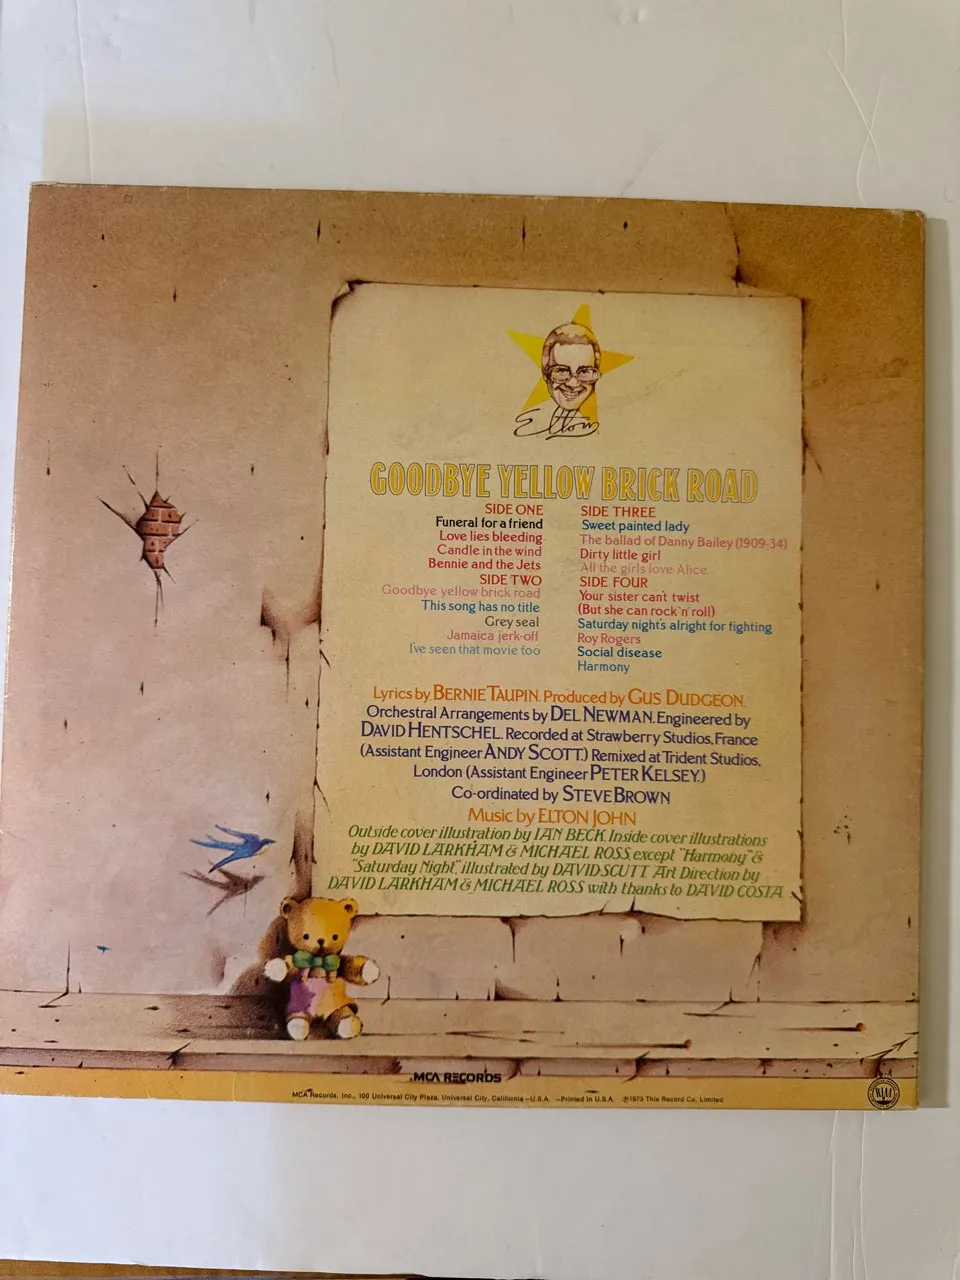 Elton
GOODBYE YELLOW BRICK ROAD
SIDE ONE
Funeral for a friend
Love lies bleeding
Candle in the wind
Bennie and the Jets
SIDE TWO
Goodbye yellow brick road
This song has no title
Grey seal
Jamaica jerk-off
I've seen that movie too
SIDE THREE
Sweet painted lady
The ballad of Danny Bailey (1909-34)
Dirty little girl
All the girls love Alice
SIDE FOUR
Your sister can't twist
(But she can rock'n'roll)
Saturday night's alright for fighting
Roy Rogers
Social disease
Harmony
Lyrics by BERNIE TAUPIN. Produced by GUS DUDGEON.
Orchestral Arrangements by DEL NEWMAN. Engineered by
DAVID HENTSCHEL. Recorded at Strawberry Studios, France
(Assistant Engineer ANDY SCOTT.) Remixed at Trident Studios,
London (Assistant Engineer PETER KELSEY.)
Co-ordinated by STEVE BROWN
Music by ELTON JOHN
Outside cover illustration by IAN BECK. Inside cover illustrations
by DAVID LARKHAM & MICHAEL ROSS, except "Harmony" &
"Saturday Night", illustrated by DAVID SCUTT. Art Direction by
DAVID LARKHAM & MICHAEL ROSS with thanks to DAVID COSTA.
MCA RECORDS
MCA Records, Inc., 100 Universal City Plaza, Universal City, California—U.S.A. —Printed in U.S.A. ℗1973 This Record Co. Limited
RIAA